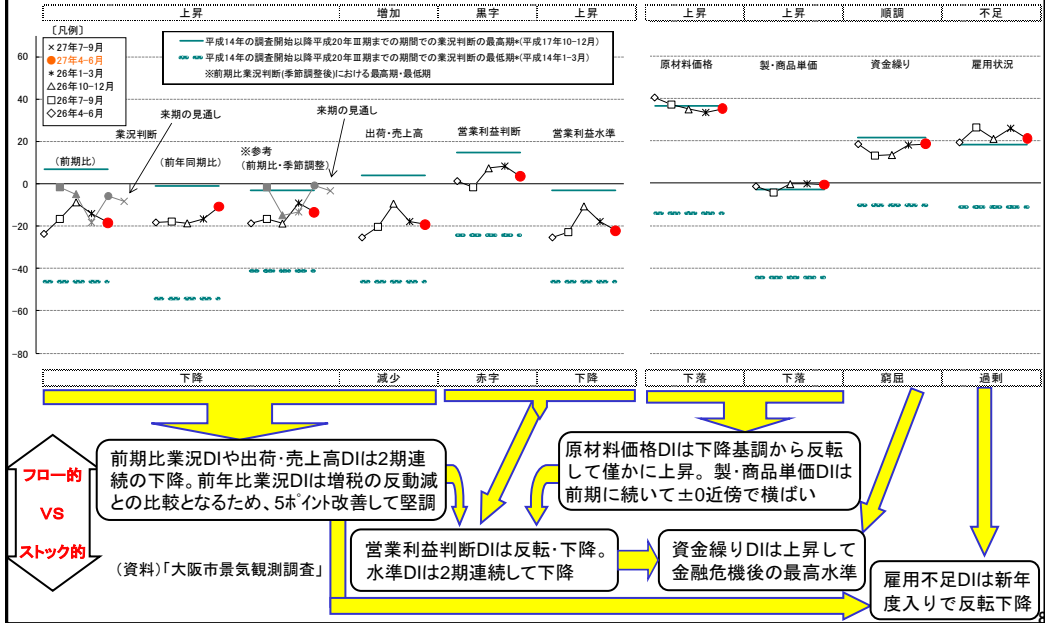 上昇 増加 黒字 上昇 上昇 上昇 順調 不足
[凡例]
×27年7-9月
●27年4-6月
＊26年1-3月
△26年10-12月
□26年7-9月
◇26年4-6月
平成14年の調査開始以降平成20年Ⅲ期までの期間での業況判断の最高期*(平成17年10-12月)
平成14年の調査開始以降平成20年Ⅲ期までの期間での業況判断の最低期*(平成14年1-3月)
※前期比業況判断(季節調整後)における最高期・最低期
60
40
20
0
-20
-40
-60
-80
来期の見通し
来期の見通し
業況判断
(前期比)
(前年同期比)
※参考
(前期比・季節調整)
出荷・売上高
営業利益判断
営業利益水準
原材料価格
製・商品単価
資金繰り
雇用状況
下降 減少 赤字 下降 下落 下落 窮屈 過剰
フロー的
VS
ストック的
前期比業況DIや出荷・売上高DIは2期連
続の下降。前年比業況DIは増税の反動減
との比較となるため、5ポイント改善して堅調
原材料価格DIは下降基調から反転
して僅かに上昇。製・商品単価DIは
前期に続いて±0近傍で横ばい
営業利益判断DIは反転・下降。
水準DIは2期連続して下降
資金繰りDIは上昇して
金融危機後の最高水準
雇用不足DIは新年
度入りで反転下降
(資料)「大阪市景気観測調査」